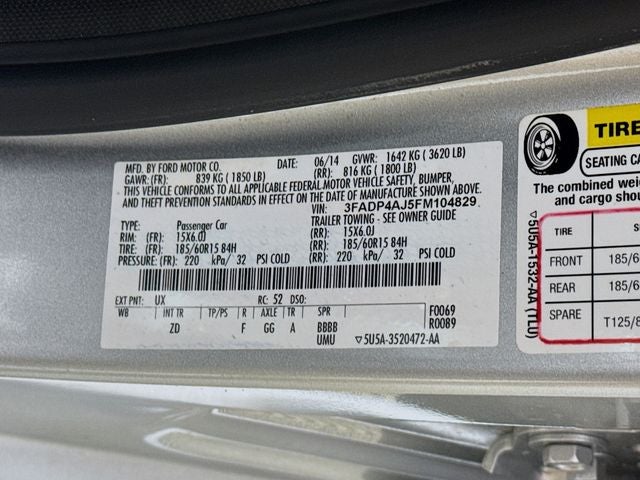 MFD. BY FORD MOTOR CO. DATE: 06/14 GVWR: 1642 KG ( 3620 LB)
GAWR: (FR): 839 KG ( 1850 LB) (RR): 816 KG ( 1800 LB)
THIS VEHICLE CONFORMS TO ALL APPLICABLE FEDERAL MOTOR VEHICLE SAFETY, BUMPER,
AND THEFT PREVENTION STANDARDS IN EFFECT ON THE DATE OF MANUFACTURE SHOWN ABOVE.
VIN: 3FADP4AJ5FM104829
TYPE: Passenger Car TRAILER TOWING - SEE OWNER GUIDE
RIM: (FR): 15X6.0J (RR): 15X6.0J
TIRE: (FR): 185/60R15 84H (RR): 185/60R15 84H
PRESSURE: (FR): 220 kPa/ 32 PSI COLD (RR): 220 kPa/ 32 PSI COLD
EXT PNT: UX RC: 52 DSO:
WB INT TR TP/PS R AXLE TR SPR F0069
ZD F GG A BBBB R0089
UMU ▽5U5A-3520472-AA
▽5U5A-1532-AA (1L0)
TIRE
SEATING CA
The combined weig
and cargo shou
TIRE S
FRONT 185/6
REAR 185/6
SPARE T125/8